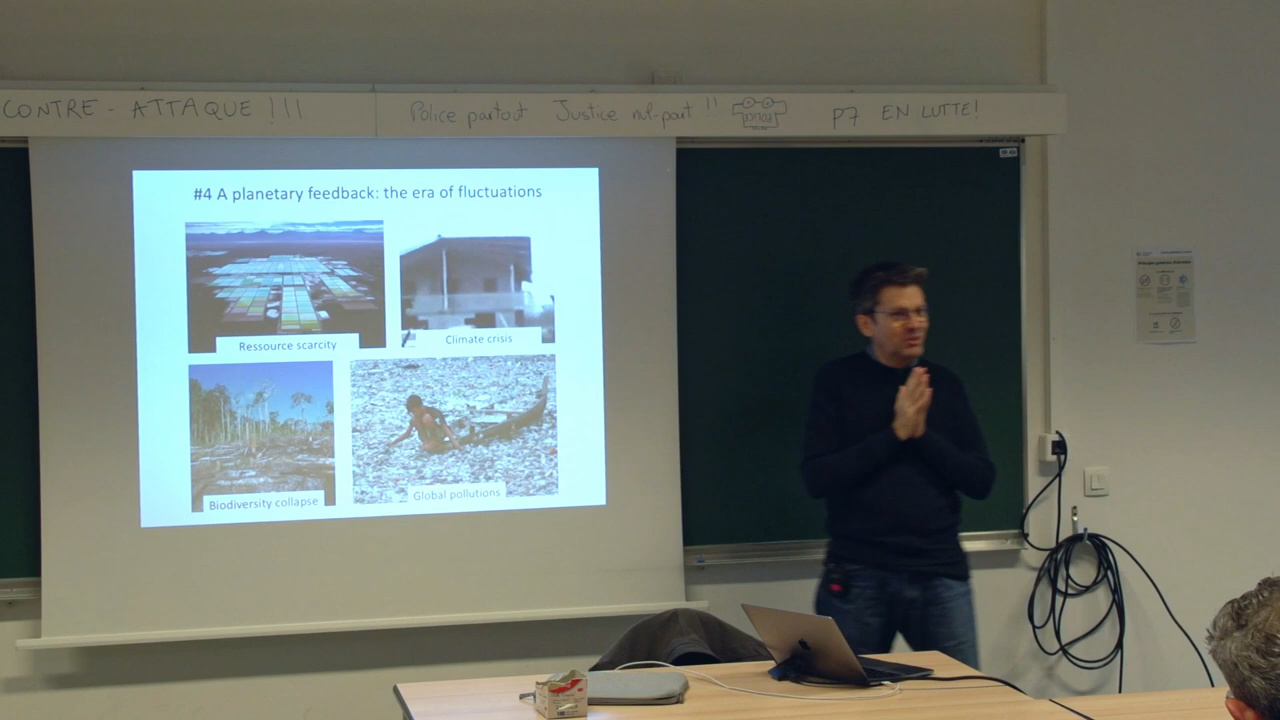 CONTRE-ATTAQUE !!!
Police partout Justice nul-part !! POLICE
P7 EN LUTTE!
#4 A planetary feedback: the era of fluctuations
Ressource scarcity
Climate crisis
Biodiversity collapse
Global pollutions